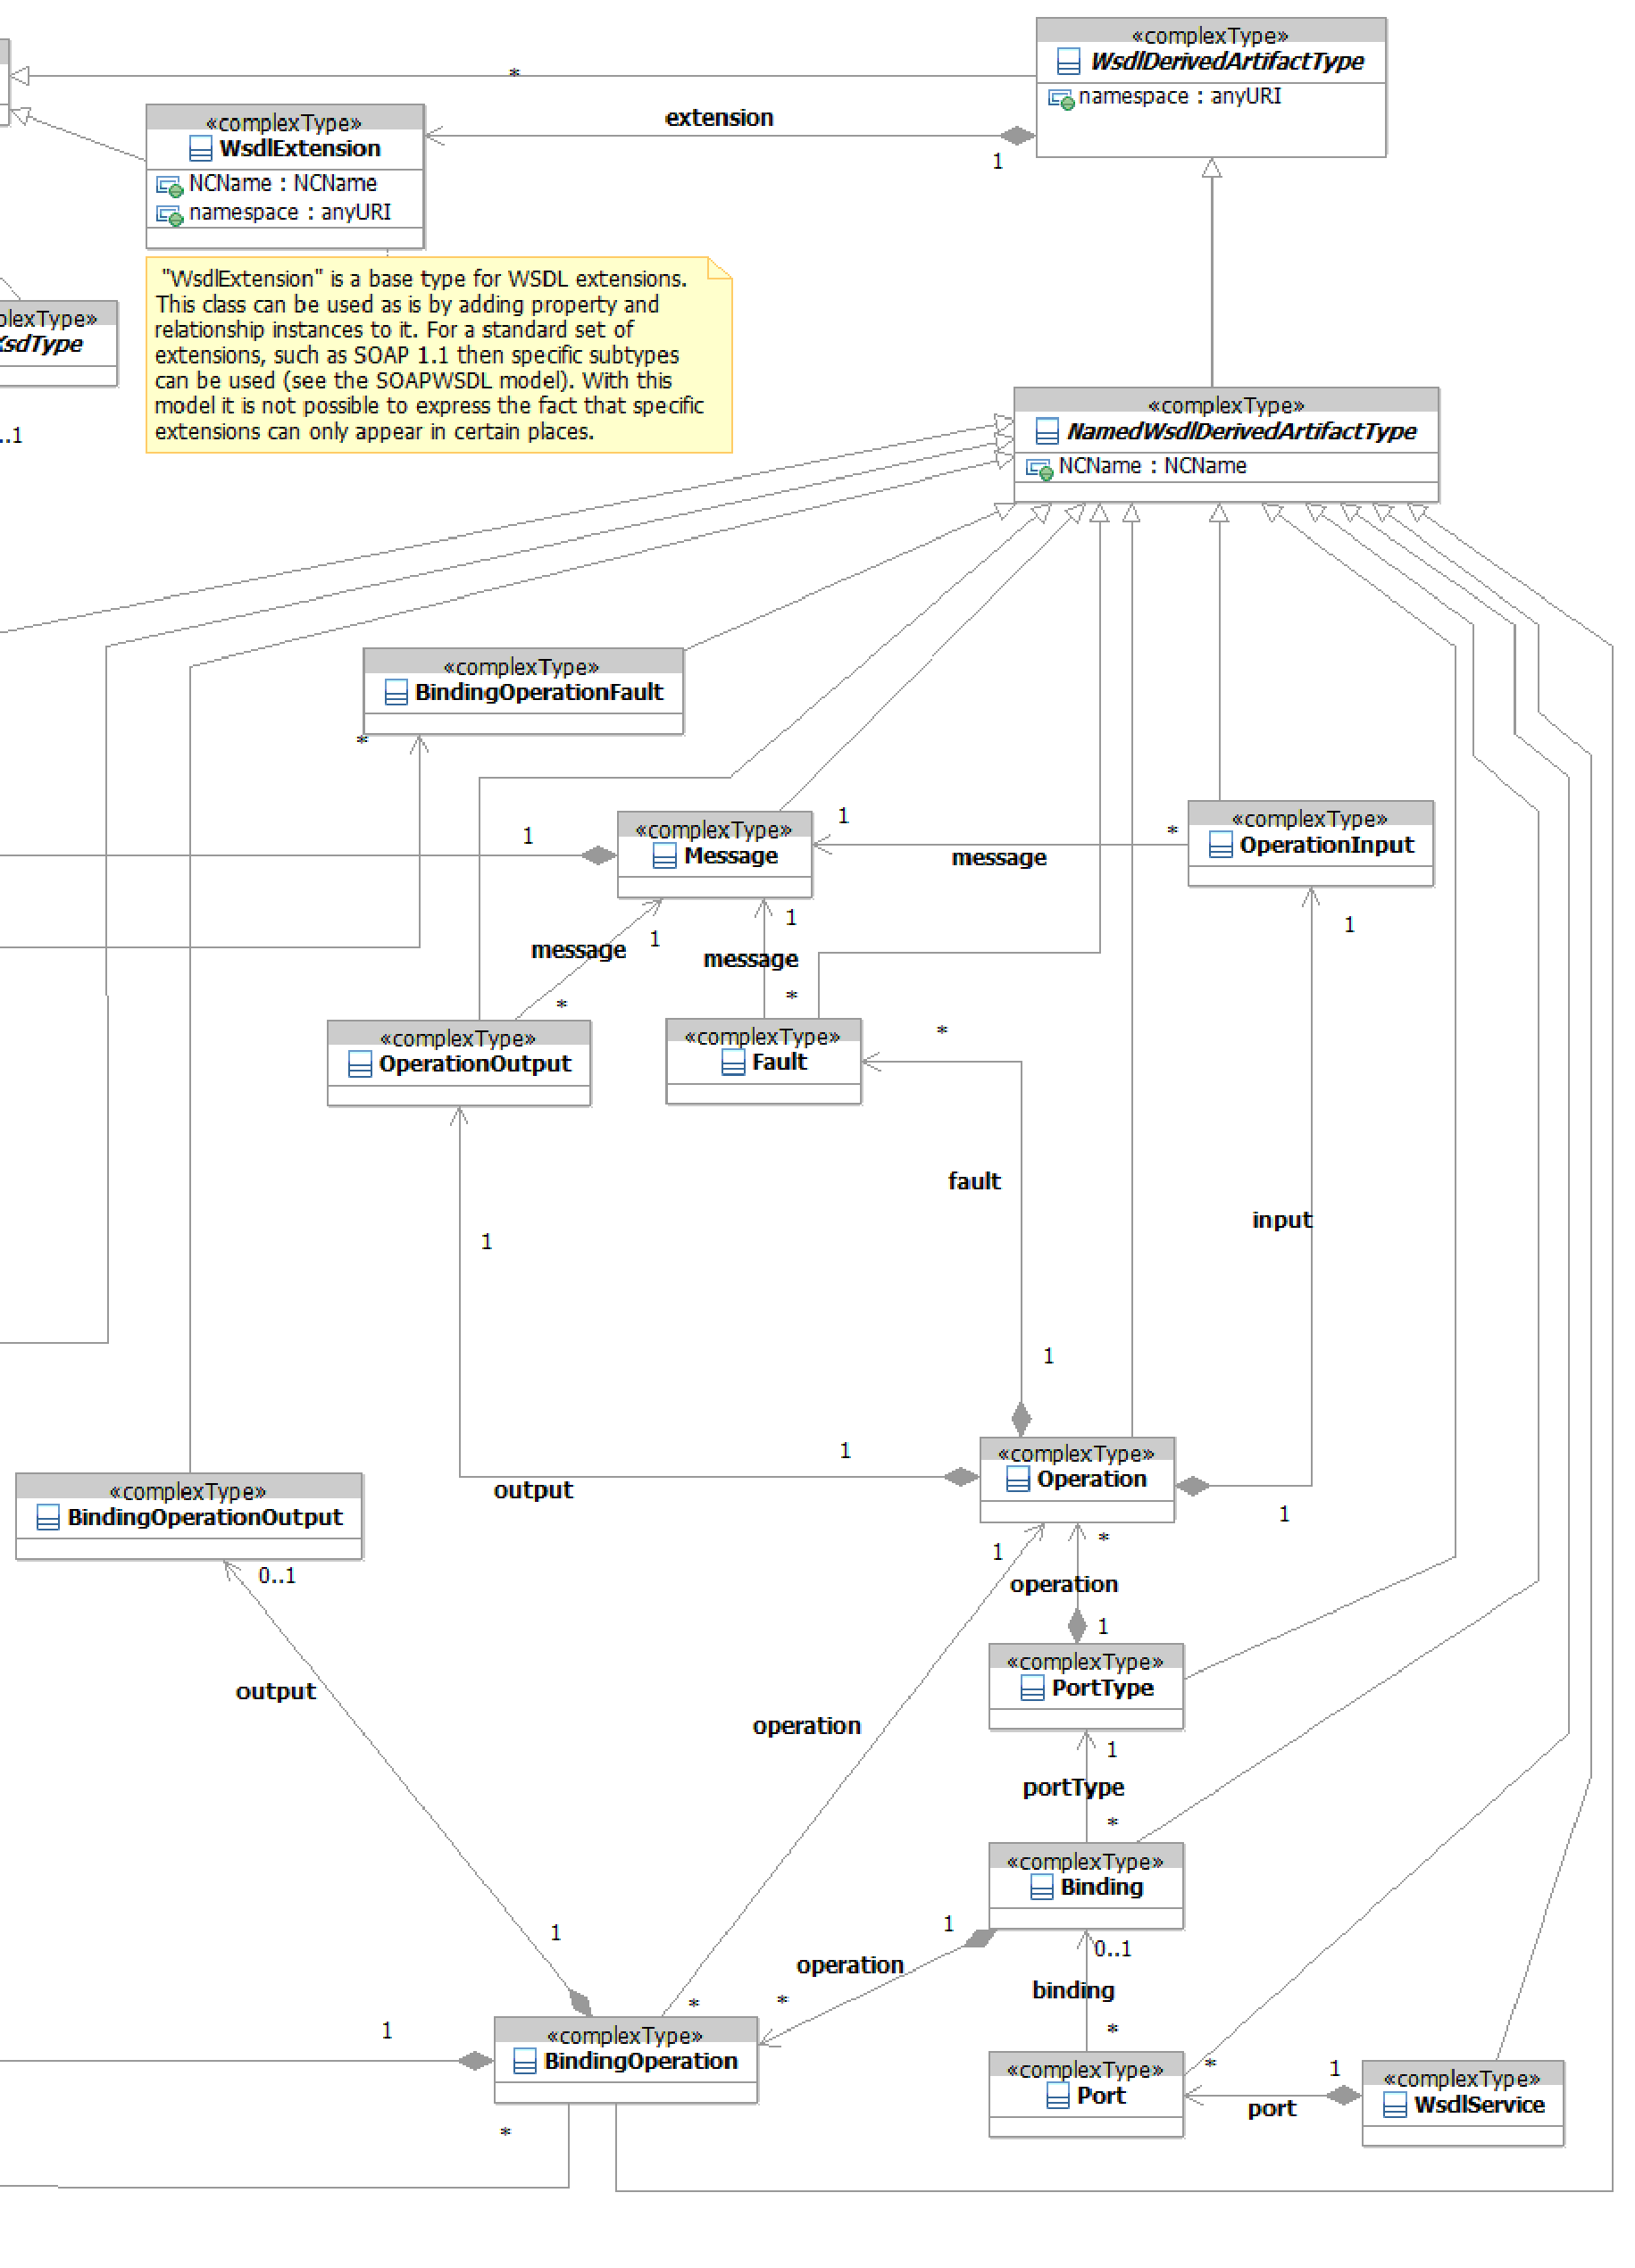 «complexType»
WsdlDerivedArtifactType
namespace : anyURI
*
extension
1
«complexType»
WsdlExtension
NCName : NCName
namespace : anyURI
"WsdlExtension" is a base type for WSDL extensions.
This class can be used as is by adding property and
relationship instances to it. For a standard set of
extensions, such as SOAP 1.1 then specific subtypes
can be used (see the SOAPWSDL model). With this
model it is not possible to express the fact that specific
extensions can only appear in certain places.
plexType»
XsdType
..1
«complexType»
NamedWsdlDerivedArtifactType
NCName : NCName
«complexType»
BindingOperationFault
*
«complexType»
Message
1
1
message
*
«complexType»
OperationInput
1
message
1
*
message
1
*
«complexType»
OperationOutput
«complexType»
Fault
*
fault
1
input
1
1
output
1
«complexType»
Operation
1
«complexType»
BindingOperationOutput
0..1
output
1
1
operation
*
*
operation
1
«complexType»
PortType
1
portType
*
«complexType»
Binding
1
operation
*
0..1
binding
*
«complexType»
BindingOperation
1
*
«complexType»
Port
*
port
1
«complexType»
WsdlService